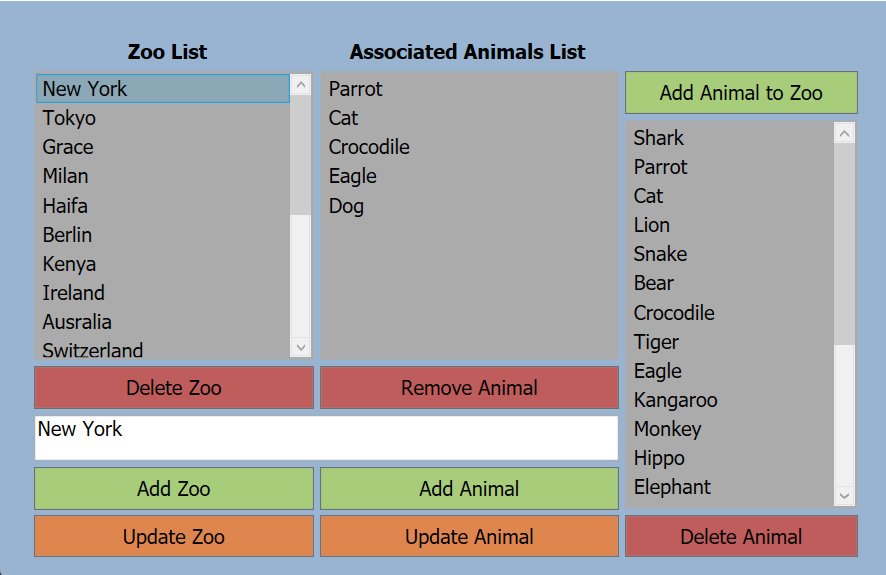 Zoo List
New York
Tokyo
Grace
Milan
Haifa
Berlin
Kenya
Ireland
Ausralia
Switzerland
Delete Zoo
Associated Animals List
Parrot
Cat
Crocodile
Eagle
Dog
Remove Animal
New York
Add Zoo
Add Animal
Update Zoo
Update Animal
Add Animal to Zoo
Shark
Parrot
Cat
Lion
Snake
Bear
Crocodile
Tiger
Eagle
Kangaroo
Monkey
Hippo
Elephant
Delete Animal